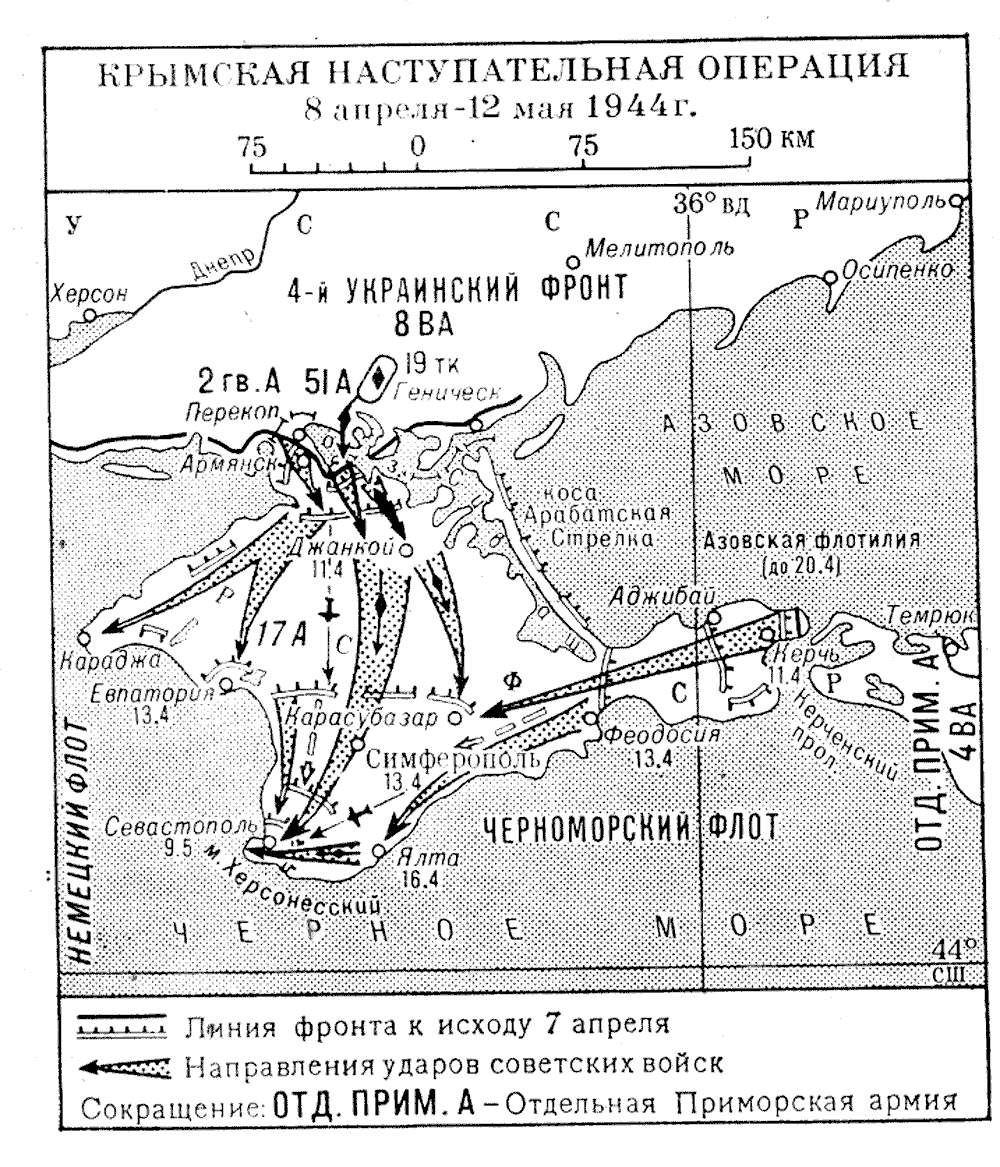 КРЫМСКАЯ НАСТУПАТЕЛЬНАЯ ОПЕРАЦИЯ
8 апреля-12 мая 1944г.
75 0 75 150 км
У С С Р
36° вд
Мариуполь
Мелитополь
Днепр
Осипенко
Херсон
4-й УКРАИНСКИЙ ФРОНТ
8 ВА
19 тк
2 гв. А 51 А
Геническ
Перекоп
АЗОВСКОЕ
МОРЕ
Армянск
коса
Арабатская
Стрелка
Джанкой
11.4
Азовская флотилия
(до 20.4)
Аджибай
Темрюк
Р С Ф С Р
17 А
Караджа
Керчь
11.4
Евпатория
13.4
Карасубазар
Керченский
прол.
Феодосия
13.4
Симферополь
13.4
ОТД. ПРИМ. А
4 ВА
НЕМЕЦКИЙ ФЛОТ
Севастополь
9.5
ЧЕРНОМОРСКИЙ ФЛОТ
Ялта
16.4
м. Херсонесский
ЧЕРНОЕ МОРЕ
44°
сш
Линия фронта к исходу 7 апреля
Направления ударов советских войск
Сокращение: ОТД. ПРИМ. А – Отдельная Приморская армия